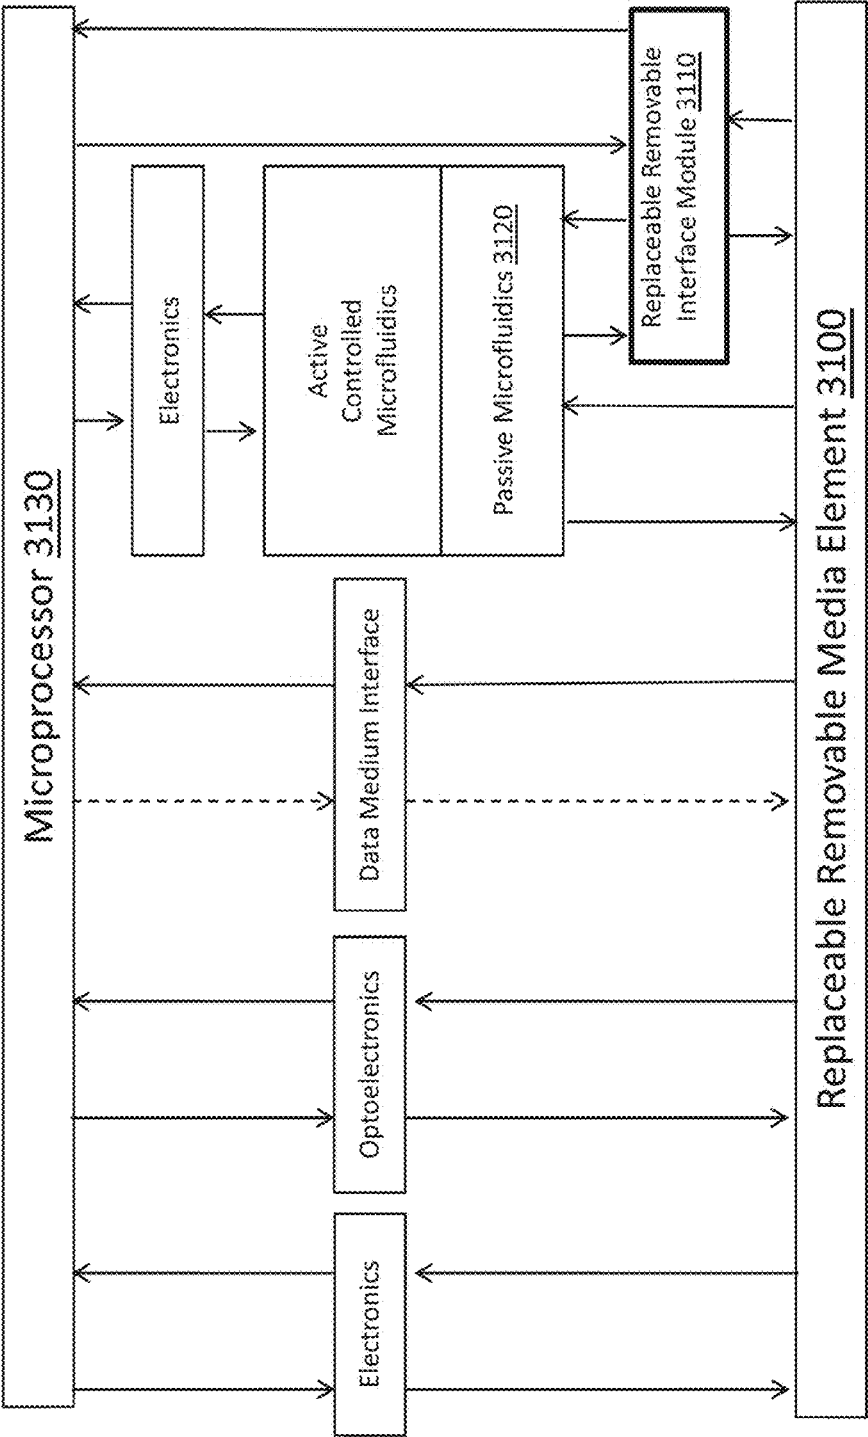 Microprocessor 3130
Electronics
Optoelectronics
Data Medium Interface
Electronics
Active
Controlled
Microfluidics
Passive Microfluidics 3120
Replaceable Removable
Interface Module 3110
Replaceable Removable Media Element 3100